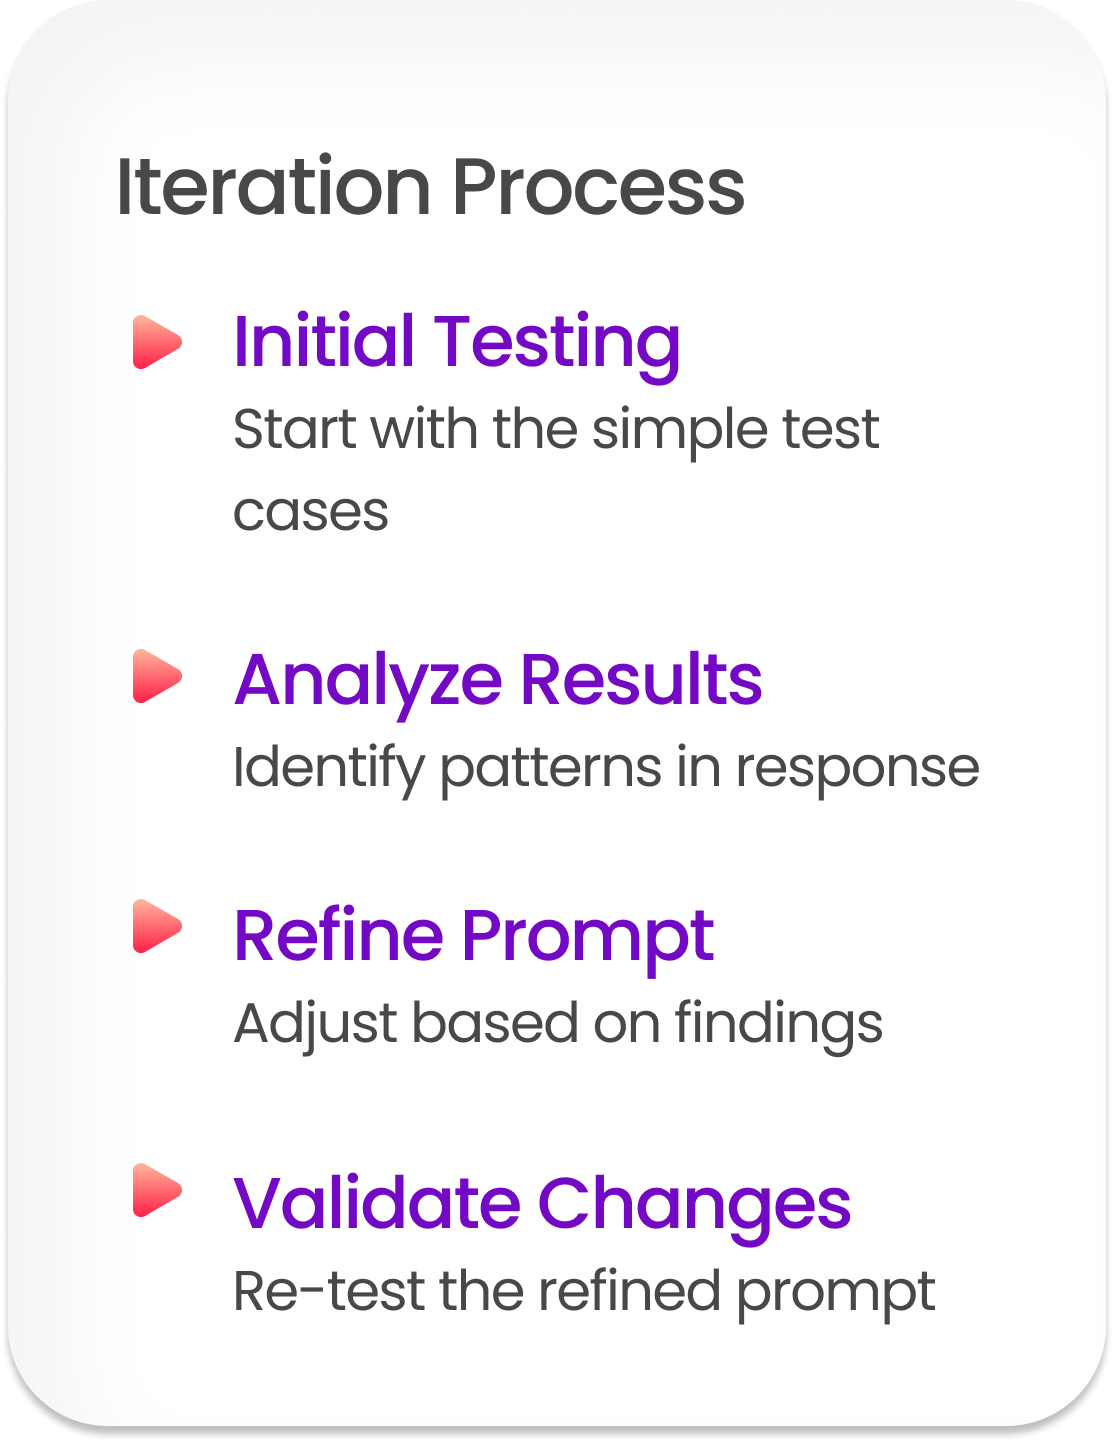 Iteration Process
Initial Testing
Start with the simple test
cases
Analyze Results
Identify patterns in response
Refine Prompt
Adjust based on findings
Validate Changes
Re-test the refined prompt